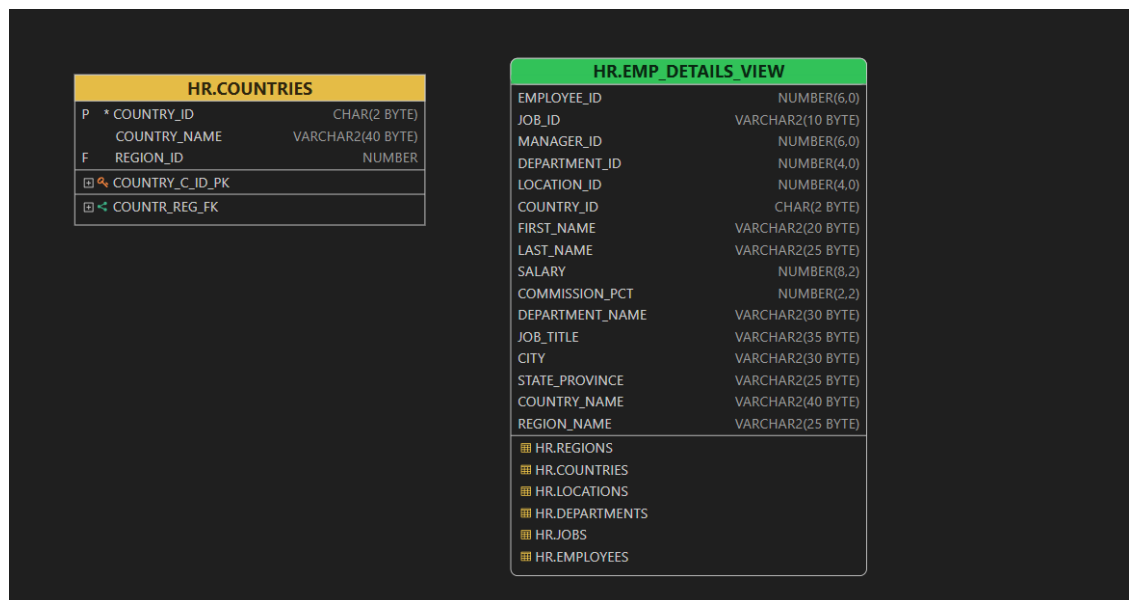 HR.COUNTRIES
P * COUNTRY_ID CHAR(2 BYTE)
COUNTRY_NAME VARCHAR2(40 BYTE)
F REGION_ID NUMBER
COUNTRY_C_ID_PK
COUNTR_REG_FK
HR.EMP_DETAILS_VIEW
EMPLOYEE_ID NUMBER(6,0)
JOB_ID VARCHAR2(10 BYTE)
MANAGER_ID NUMBER(6,0)
DEPARTMENT_ID NUMBER(4,0)
LOCATION_ID NUMBER(4,0)
COUNTRY_ID CHAR(2 BYTE)
FIRST_NAME VARCHAR2(20 BYTE)
LAST_NAME VARCHAR2(25 BYTE)
SALARY NUMBER(8,2)
COMMISSION_PCT NUMBER(2,2)
DEPARTMENT_NAME VARCHAR2(30 BYTE)
JOB_TITLE VARCHAR2(35 BYTE)
CITY VARCHAR2(30 BYTE)
STATE_PROVINCE VARCHAR2(25 BYTE)
COUNTRY_NAME VARCHAR2(40 BYTE)
REGION_NAME VARCHAR2(25 BYTE)
HR.REGIONS
HR.COUNTRIES
HR.LOCATIONS
HR.DEPARTMENTS
HR.JOBS
HR.EMPLOYEES